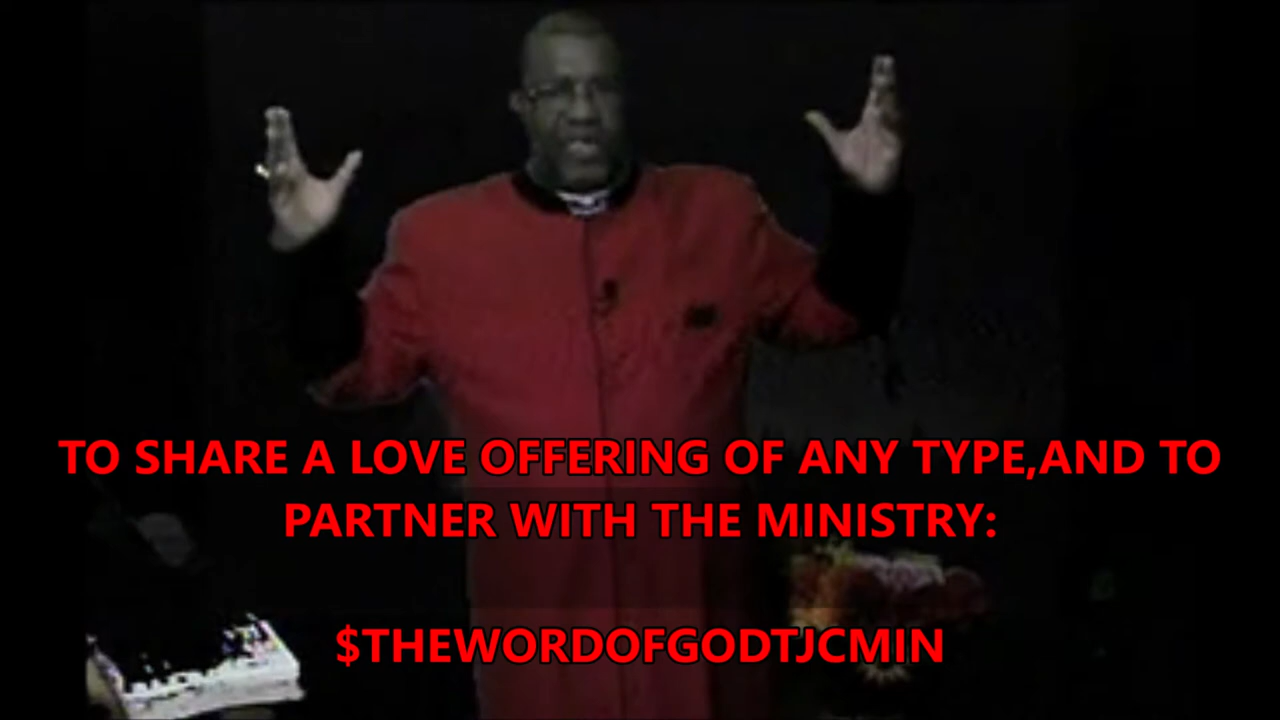 TO SHARE A LOVE OFFERING OF ANY TYPE,AND TO
PARTNER WITH THE MINISTRY:
$THEWORDOFGODTJCMIN